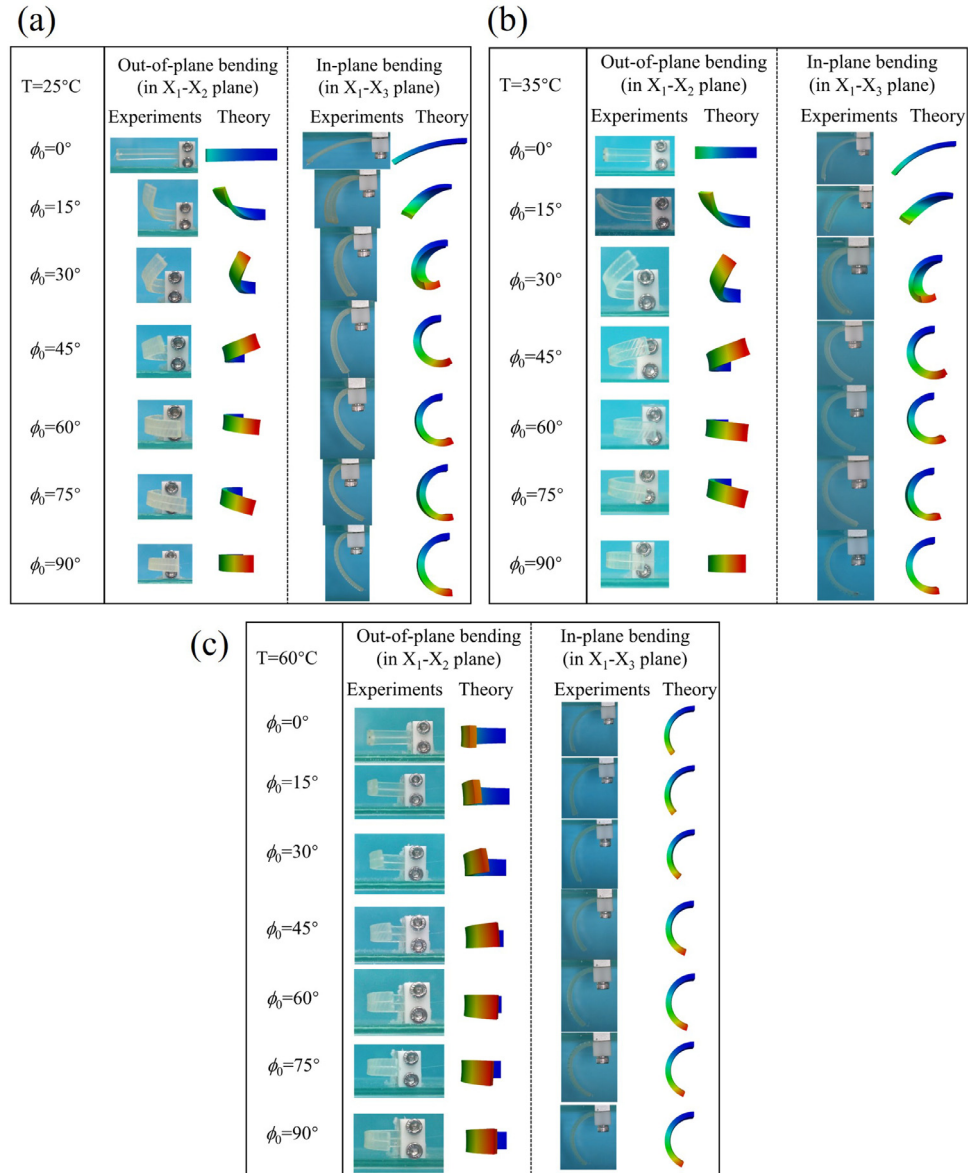 (a)
T=25°C
Out-of-plane bending
(in X₁-X₂ plane)
In-plane bending
(in X₁-X₃ plane)
Experiments Theory Experiments Theory
ϕ₀=0°
ϕ₀=15°
ϕ₀=30°
ϕ₀=45°
ϕ₀=60°
ϕ₀=75°
ϕ₀=90°
(b)
T=35°C
Out-of-plane bending
(in X₁-X₂ plane)
In-plane bending
(in X₁-X₃ plane)
Experiments Theory Experiments Theory
ϕ₀=0°
ϕ₀=15°
ϕ₀=30°
ϕ₀=45°
ϕ₀=60°
ϕ₀=75°
ϕ₀=90°
(c)
T=60°C
Out-of-plane bending
(in X₁-X₂ plane)
In-plane bending
(in X₁-X₃ plane)
Experiments Theory Experiments Theory
ϕ₀=0°
ϕ₀=15°
ϕ₀=30°
ϕ₀=45°
ϕ₀=60°
ϕ₀=75°
ϕ₀=90°